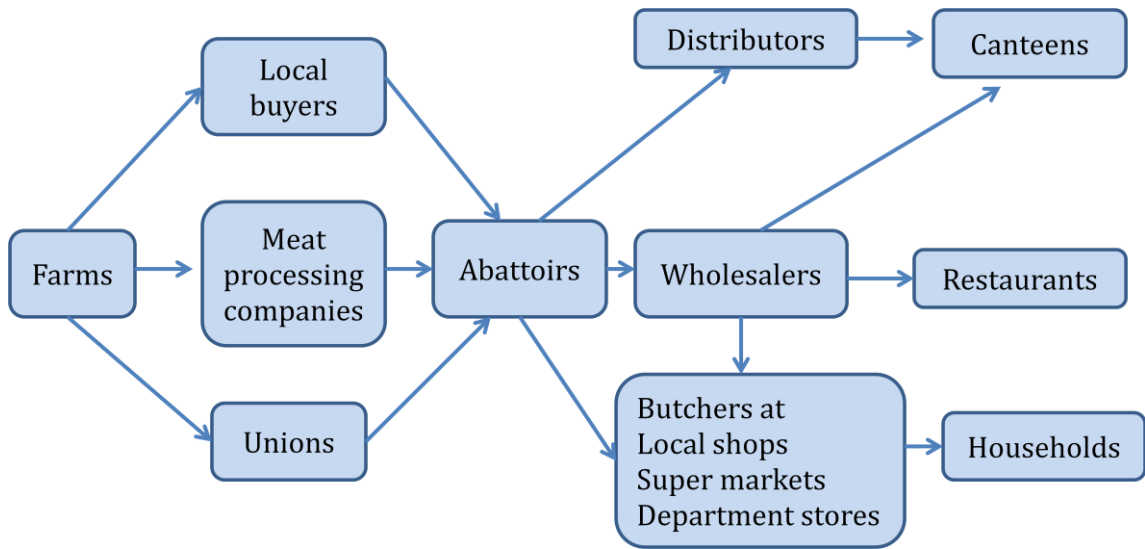 Distributors
Canteens
Local
buyers
Farms
Meat
processing
companies
Abattoirs
Wholesalers
Restaurants
Unions
Butchers at
Local shops
Super markets
Department stores
Households